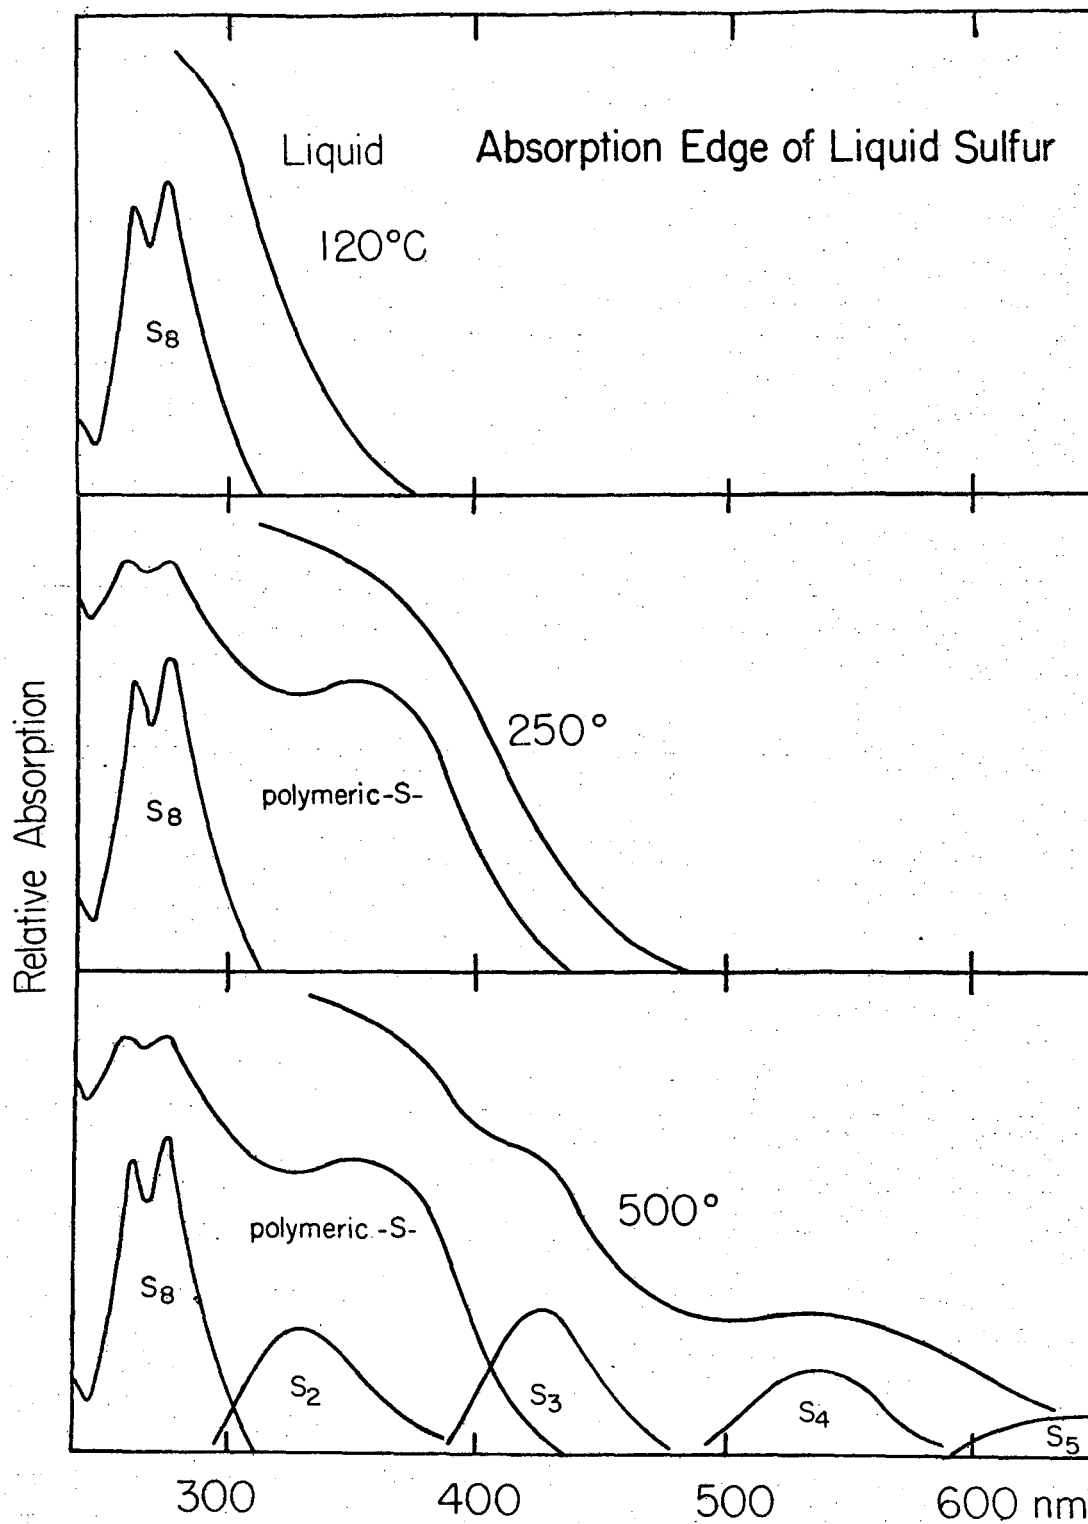 Liquid
Absorption Edge of Liquid Sulfur
120°C
S8
Relative Absorption
250°
polymeric-S-
S8
500°
polymeric-S-
S8
S2
S3
S4
S5
300
400
500
600 nm